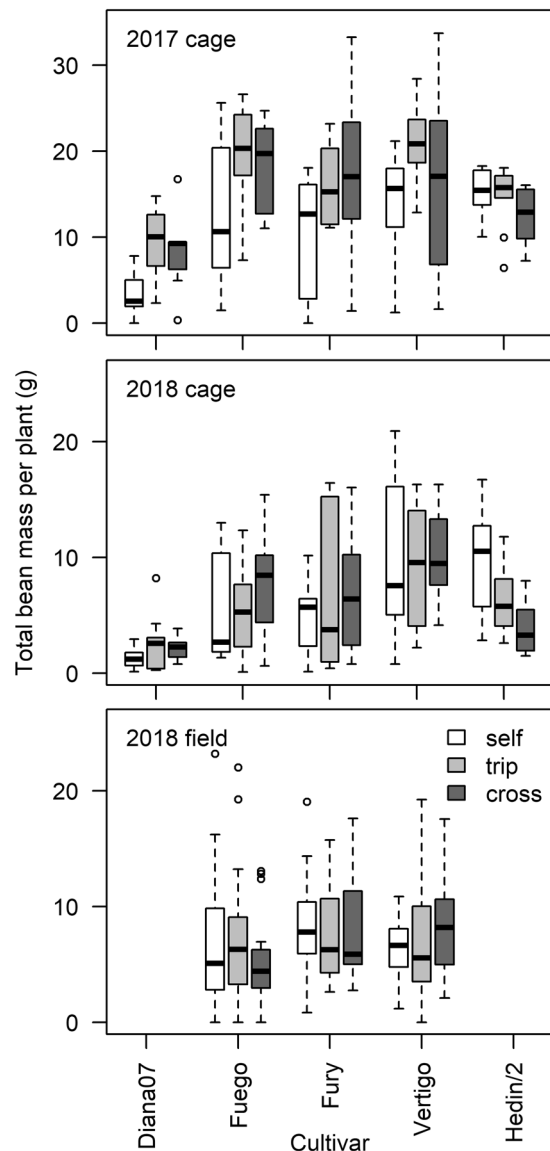 2017 cage
30
20
10
0
2018 cage
20
10
0
Total bean mass per plant (g)
2018 field
self
trip
cross
20
10
0
Diana07
Fuego
Fury
Vertigo
Hedin/2
Cultivar